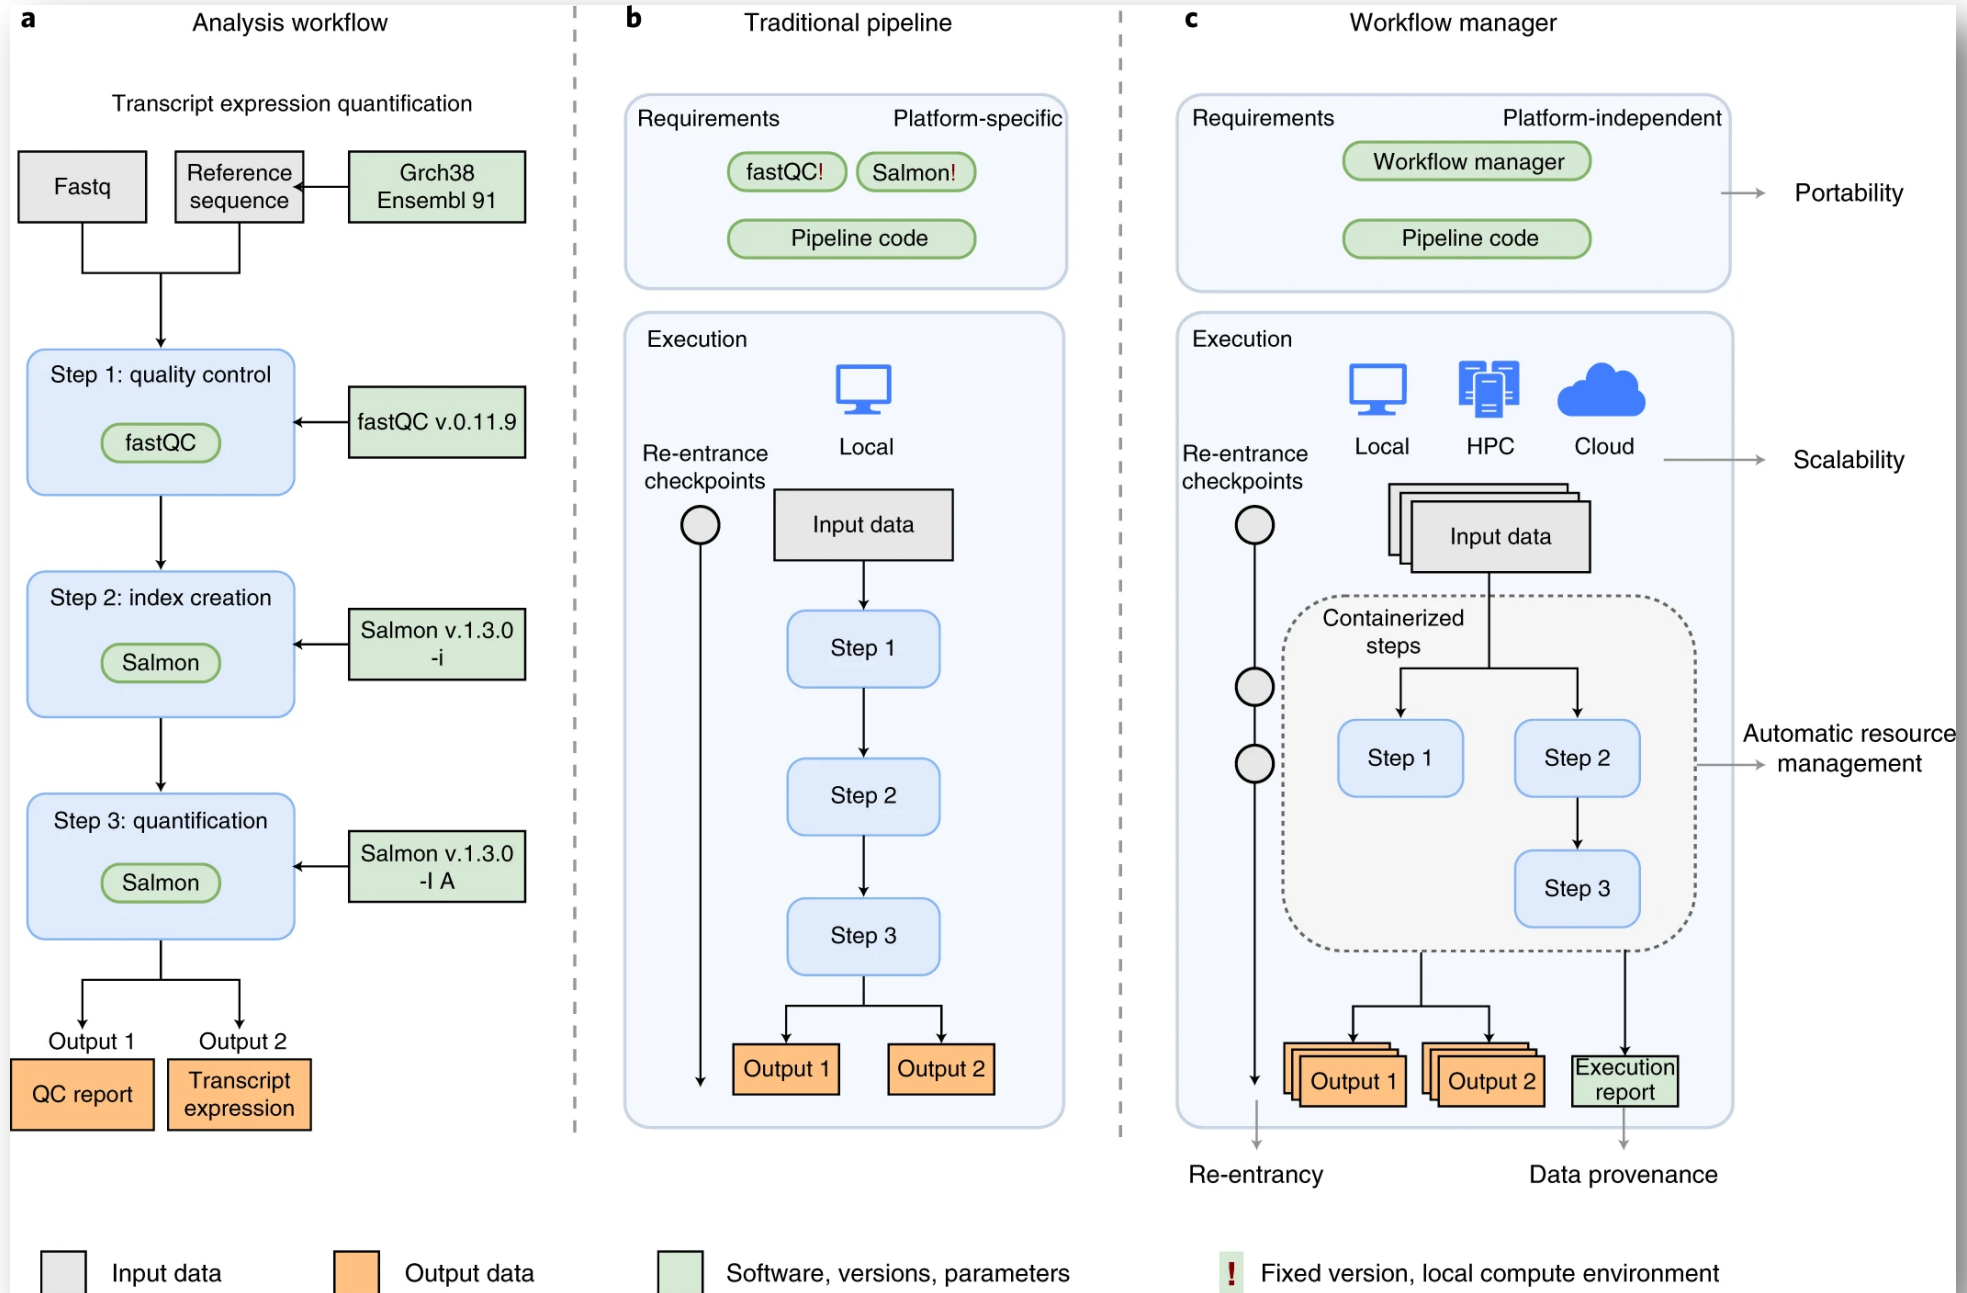 a
Analysis workflow
Transcript expression quantification
Fastq
Reference
sequence
Grch38
Ensembl 91
Step 1: quality control
fastQC
fastQC v.0.11.9
Step 2: index creation
Salmon
Salmon v.1.3.0
-i
Step 3: quantification
Salmon
Salmon v.1.3.0
-l A
Output 1
QC report
Output 2
Transcript
expression
b
Traditional pipeline
Requirements
Platform-specific
fastQC!
Salmon!
Pipeline code
Execution
Local
Re-entrance
checkpoints
Input data
Step 1
Step 2
Step 3
Output 1
Output 2
c
Workflow manager
Requirements
Platform-independent
Workflow manager
Pipeline code
Portability
Execution
Local
HPC
Cloud
Scalability
Re-entrance
checkpoints
Input data
Containerized
steps
Step 1
Step 2
Step 3
Automatic resource
management
Output 1
Output 2
Execution
report
Re-entrancy
Data provenance
Input data
Output data
Software, versions, parameters
! Fixed version, local compute environment